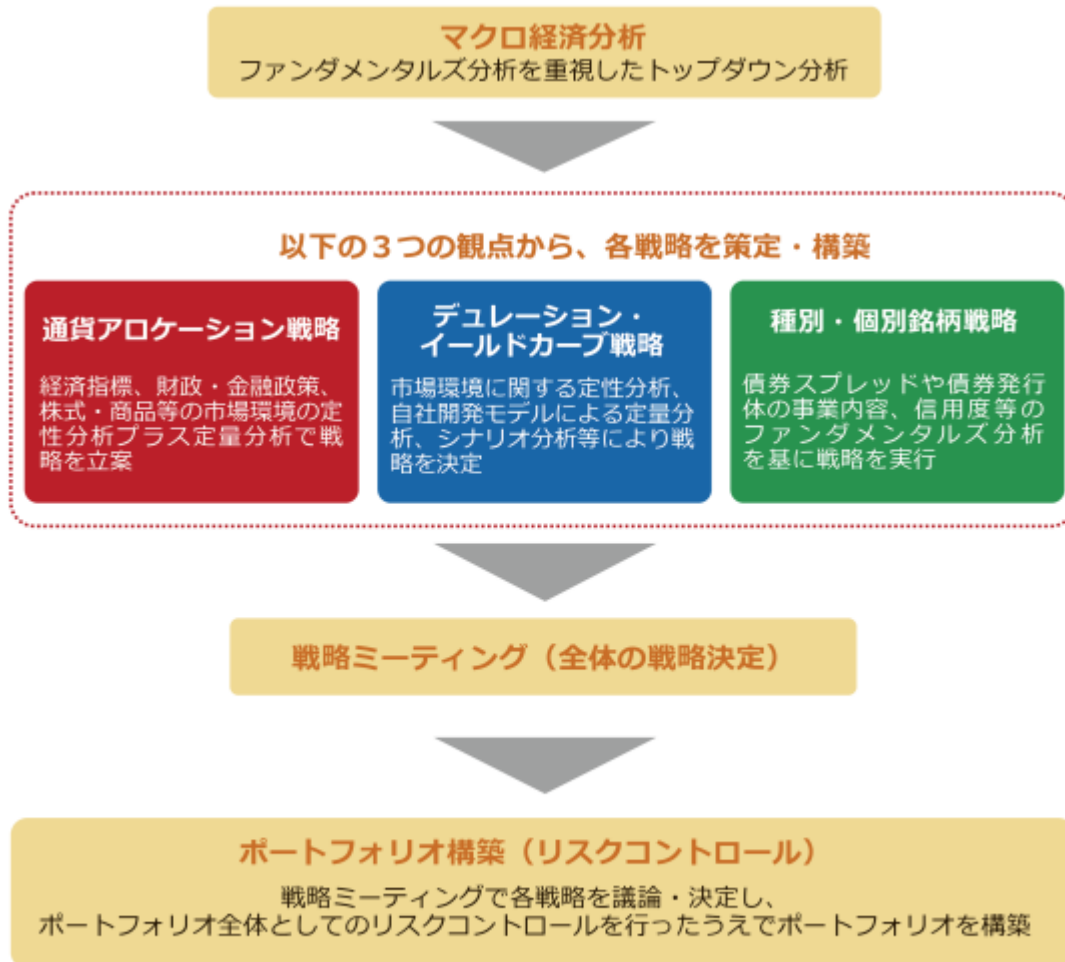 マクロ経済分析
ファンダメンタルズ分析を重視したトップダウン分析
以下の３つの観点から、各戦略を策定・構築
通貨アロケーション戦略
経済指標、財政・金融政策、
株式・商品等の市場環境の定
性分析プラス定量分析で戦
略を立案
デュレーション・
イールドカーブ戦略
市場環境に関する定性分析、
自社開発モデルによる定量分
析、シナリオ分析等により戦
略を決定
種別・個別銘柄戦略
債券スプレッドや債券発行
体の事業内容、信用度等の
ファンダメンタルズ分析
を基に戦略を実行
戦略ミーティング（全体の戦略決定）
ポートフォリオ構築（リスクコントロール）
戦略ミーティングで各戦略を議論・決定し、
ポートフォリオ全体としてのリスクコントロールを行ったうえでポートフォリオを構築